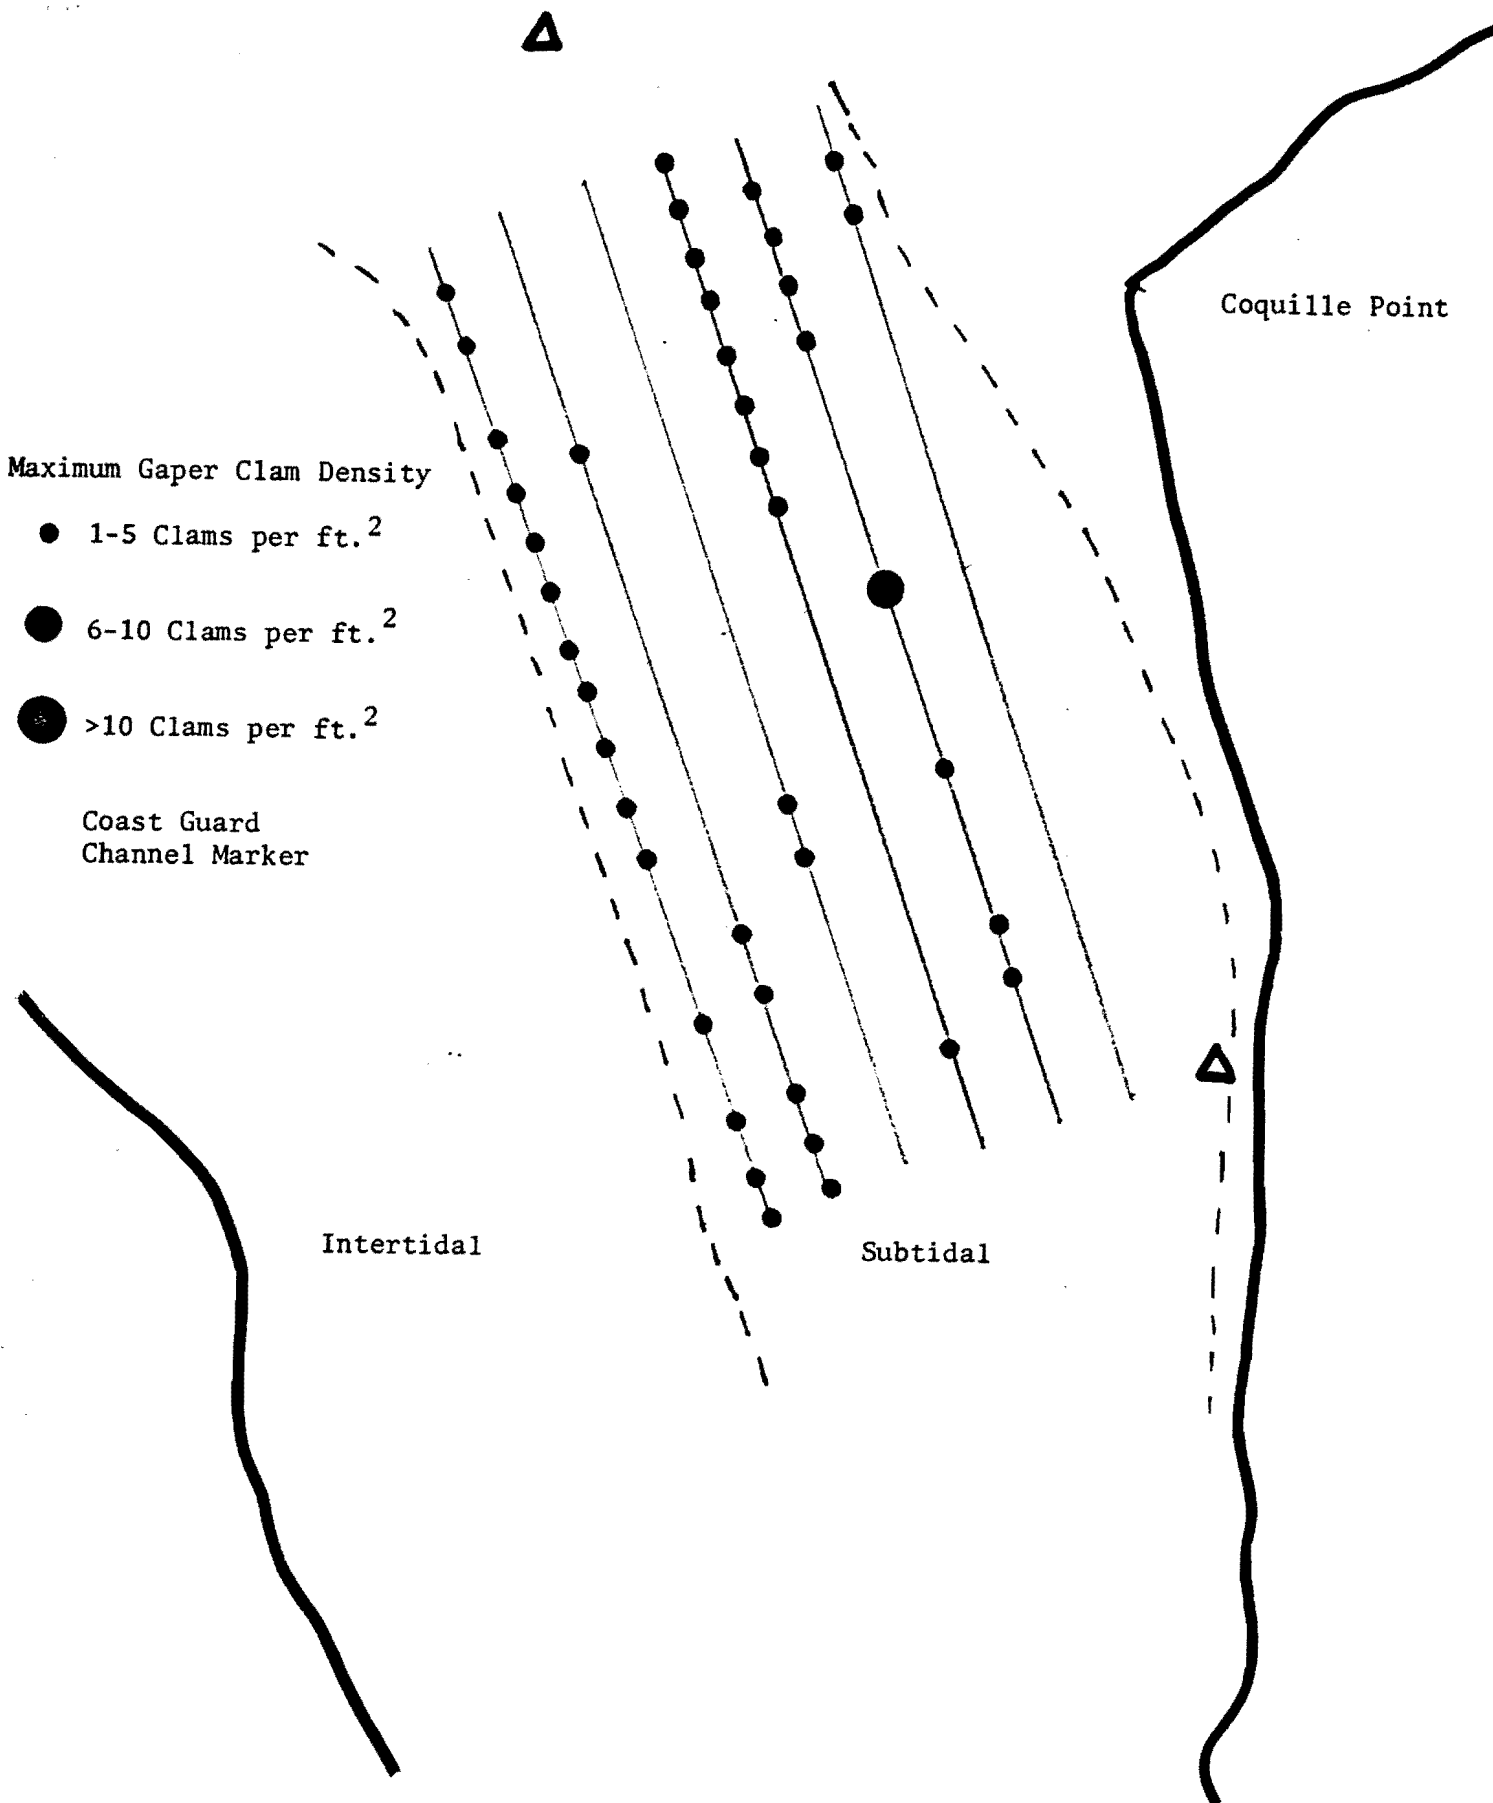 Coquille Point
Maximum Gaper Clam Density
1-5 Clams per ft.2
6-10 Clams per ft.2
>10 Clams per ft.2
Coast Guard
Channel Marker
Intertidal
Subtidal